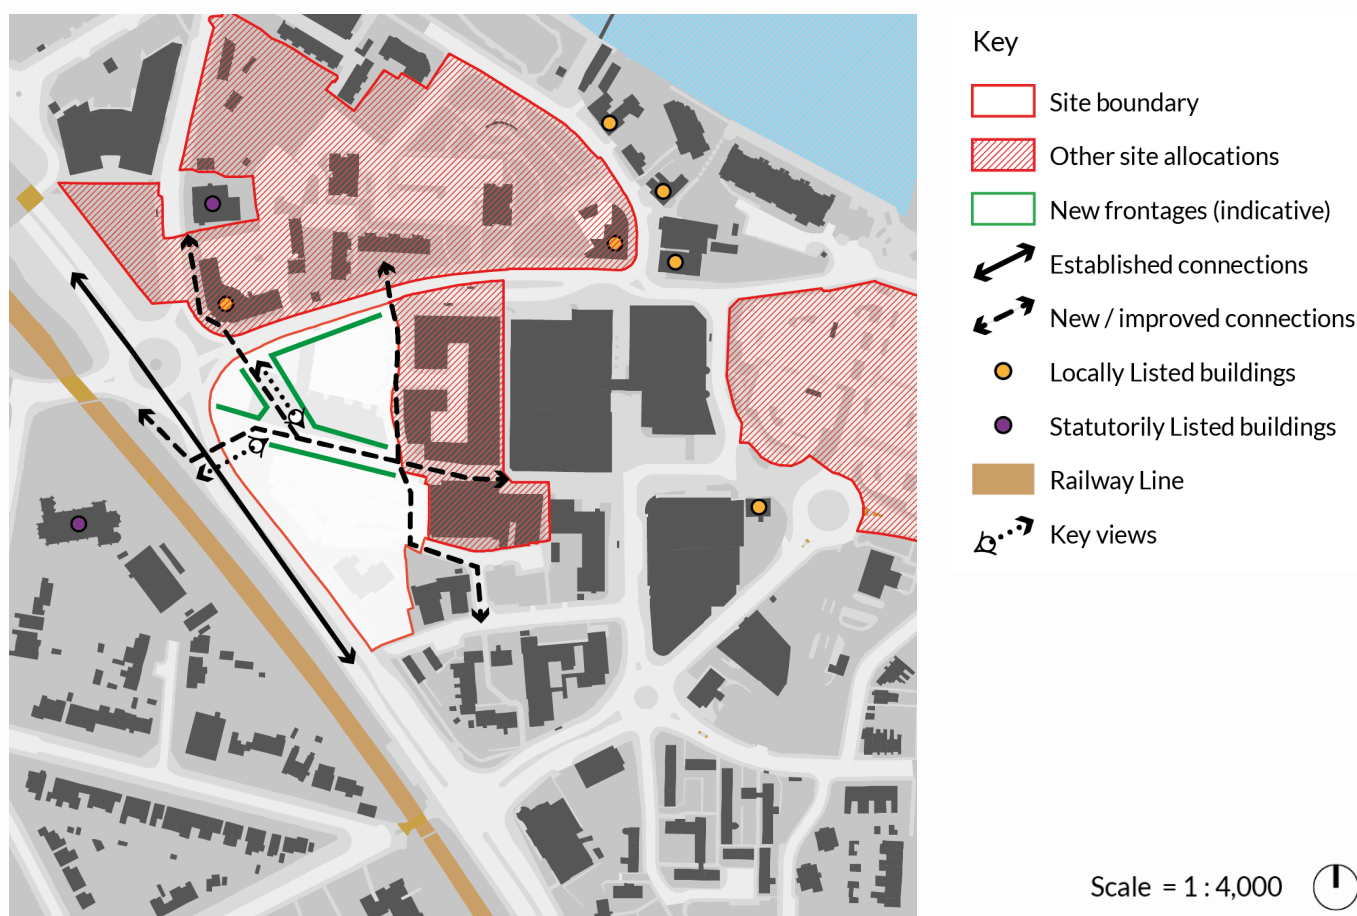 Key
Site boundary
Other site allocations
New frontages (indicative)
Established connections
New / improved connections
Locally Listed buildings
Statutorily Listed buildings
Railway Line
Key views
Scale = 1 : 4,000